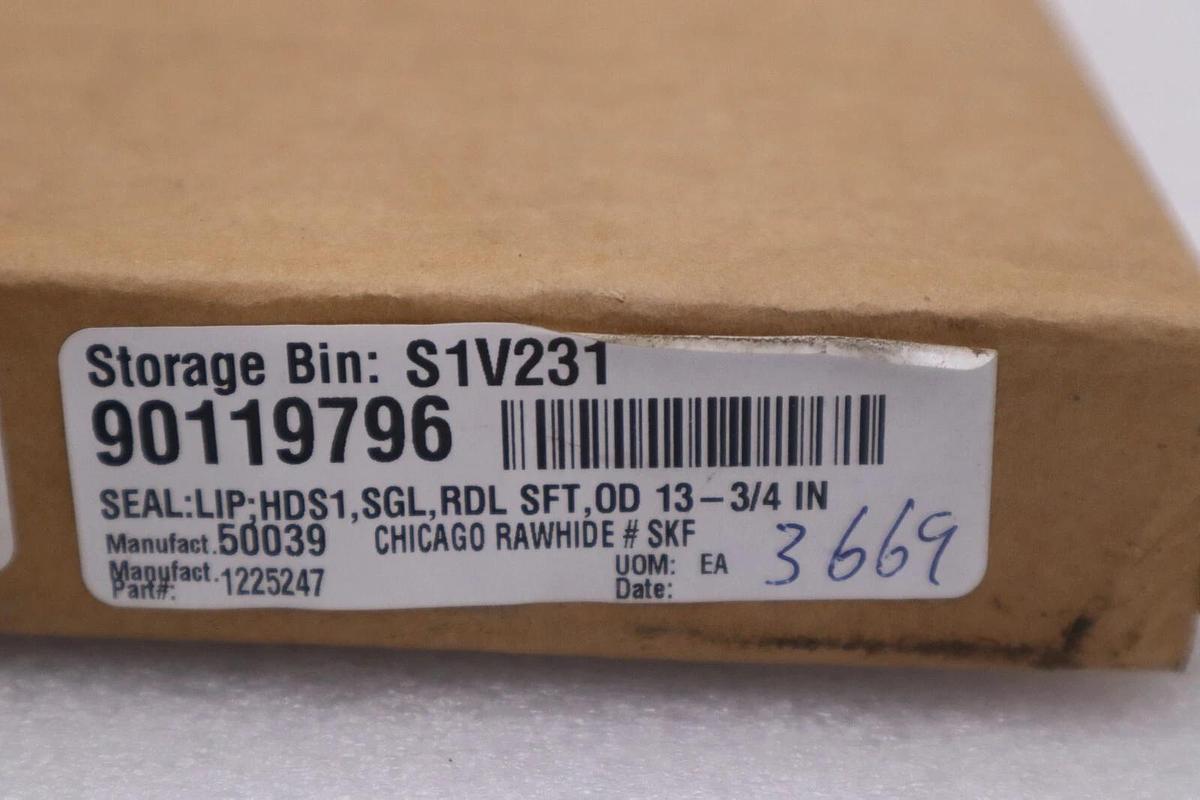 Storage Bin: S1V231
90119796
SEAL:LIP;HDS1,SGL,RDL SFT,OD 13-3/4 IN
Manufact.50039 CHICAGO RAWHIDE # SKF
Manufact. Part#: 1225247
UOM: EA
Date:
3669